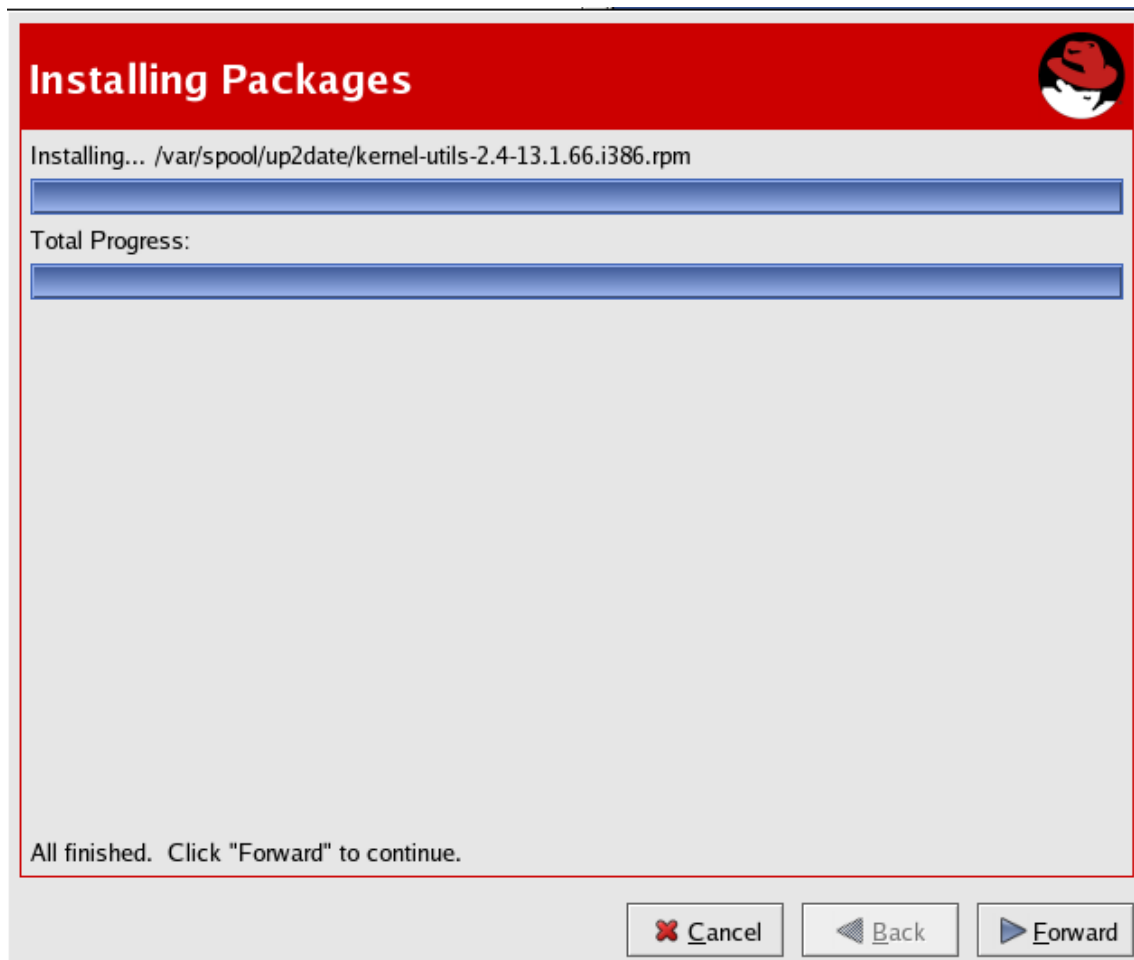 Installing Packages
Installing... /var/spool/up2date/kernel-utils-2.4-13.1.66.i386.rpm
Total Progress:
All finished.  Click "Forward" to continue.
Cancel
Back
Forward